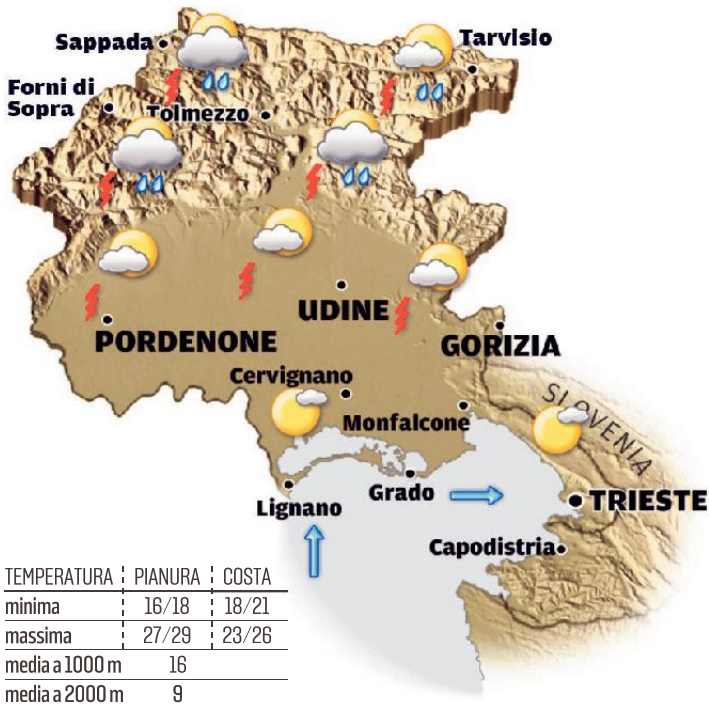 Sappada
Tarvisio
Forni di
Sopra
Tolmezzo
UDINE
PORDENONE
GORIZIA
Cervignano
SLOVENIA
Monfalcone
Lignano
Grado
TRIESTE
Capodistria
TEMPERATURA PIANURA COSTA
minima 16/18 18/21
massima 27/29 23/26
media a 1000 m 16
media a 2000 m 9